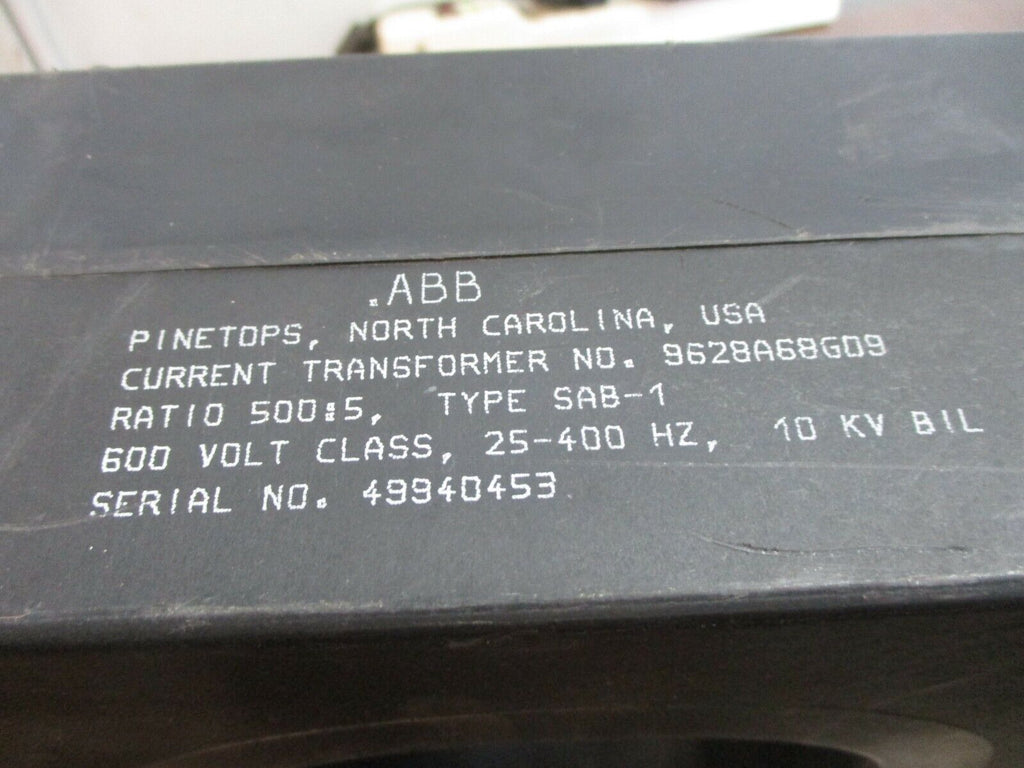 .ABB
PINETOPS, NORTH CAROLINA, USA
CURRENT TRANSFORMER NO. 9628A68G09
RATIO 500:5, TYPE SAB-1
600 VOLT CLASS, 25-400 HZ, 10 KV BIL
SERIAL NO. 49940453